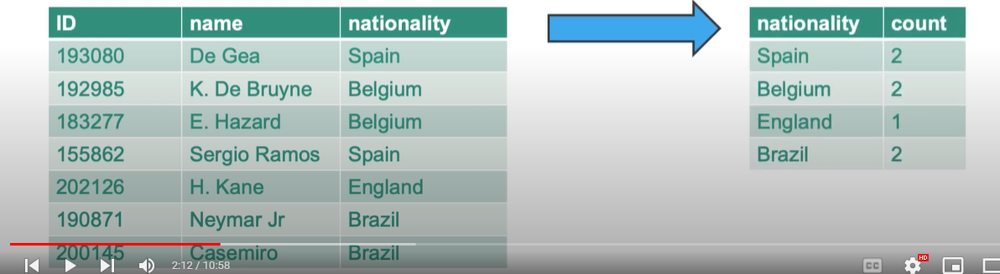 ID name nationality
193080 De Gea Spain
192985 K. De Bruyne Belgium
183277 E. Hazard Belgium
155862 Sergio Ramos Spain
202126 H. Kane England
190871 Neymar Jr Brazil
200145 Casemiro Brazil
nationality count
Spain 2
Belgium 2
England 1
Brazil 2
2:12 / 10:58
CC
HD